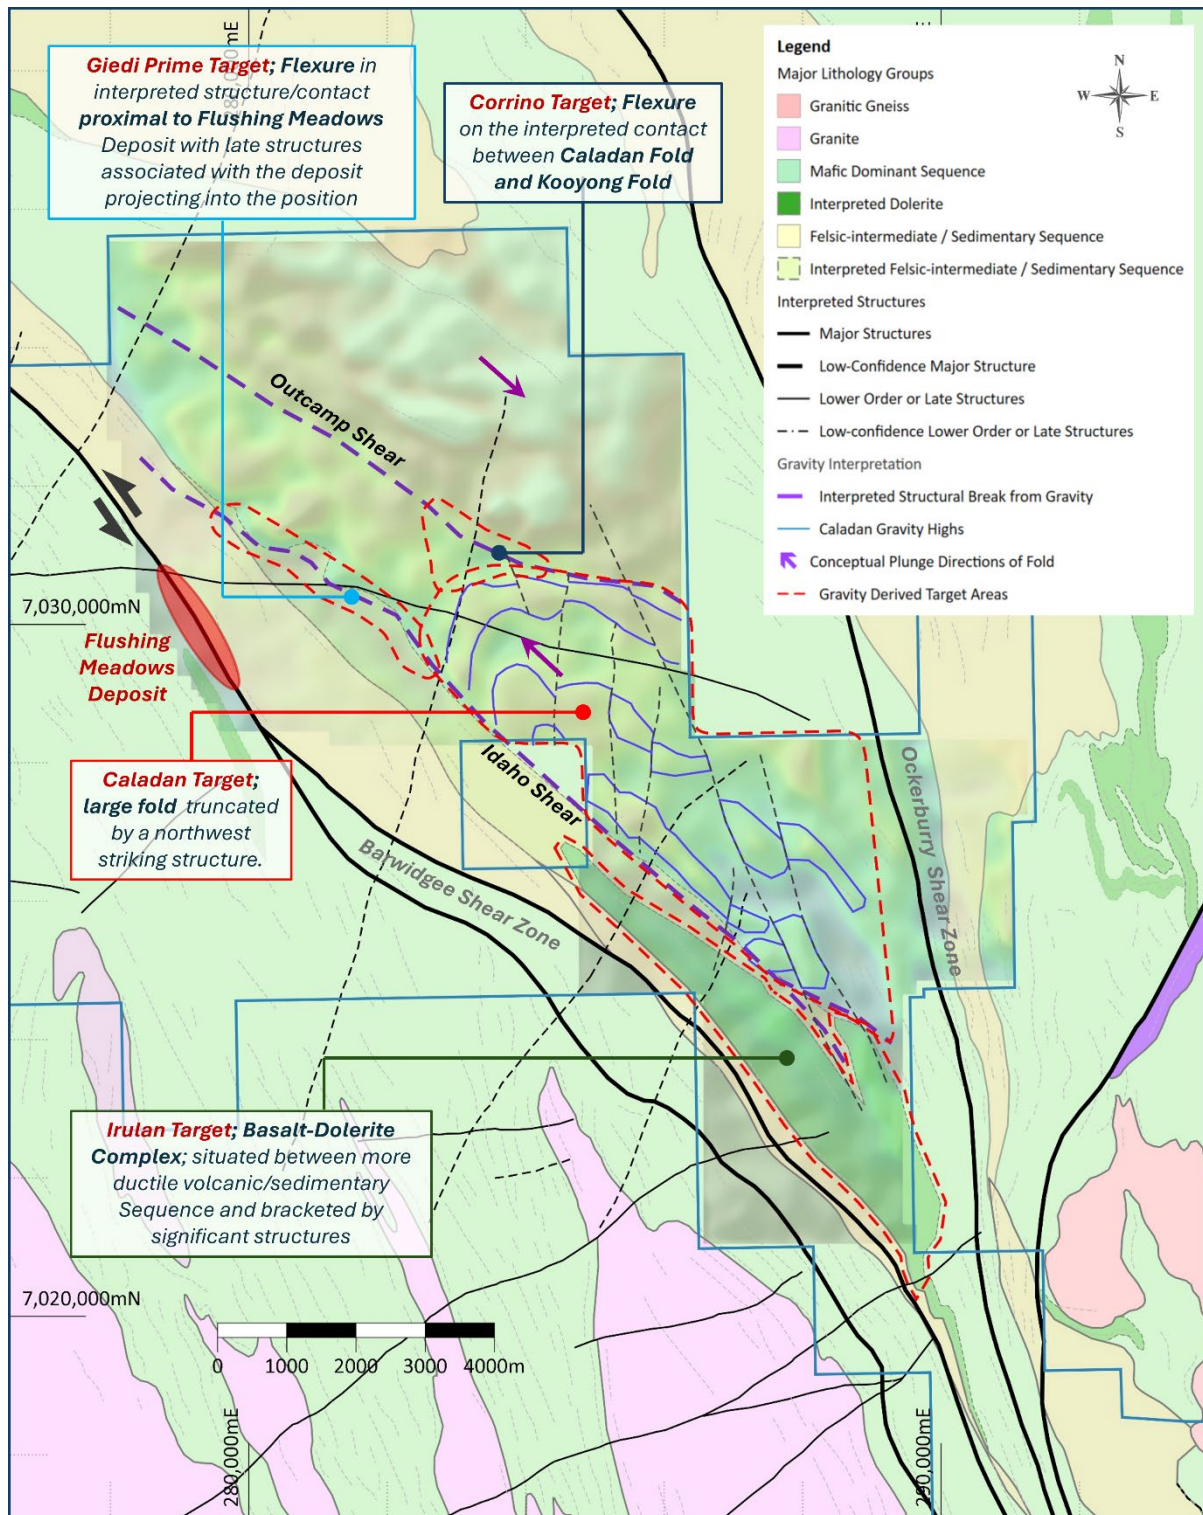 280,000mE
Giedi Prime Target; Flexure in
interpreted structure/contact
proximal to Flushing Meadows
Deposit with late structures
associated with the deposit
projecting into the position
Corrino Target; Flexure
on the interpreted contact
between Caladan Fold
and Kooyong Fold
Legend
Major Lithology Groups
Granitic Gneiss
Granite
Mafic Dominant Sequence
Interpreted Dolerite
Felsic-intermediate / Sedimentary Sequence
Interpreted Felsic-intermediate / Sedimentary Sequence
Interpreted Structures
Major Structures
Low-Confidence Major Structure
Lower Order or Late Structures
Low-confidence Lower Order or Late Structures
Gravity Interpretation
Interpreted Structural Break from Gravity
Caladan Gravity Highs
Conceptual Plunge Directions of Fold
Gravity Derived Target Areas
N
W
E
S
Outcamp Shear
7,030,000mN
Flushing
Meadows
Deposit
Caladan Target;
large fold truncated
by a northwest
striking structure.
Idaho Shear
Barwidgee Shear Zone
Ockerburry Shear Zone
Irulan Target; Basalt-Dolerite
Complex; situated between more
ductile volcanic/sedimentary
Sequence and bracketed by
significant structures
7,020,000mN
0
1000
2000
3000
4000m
280,000mE
290,000mE